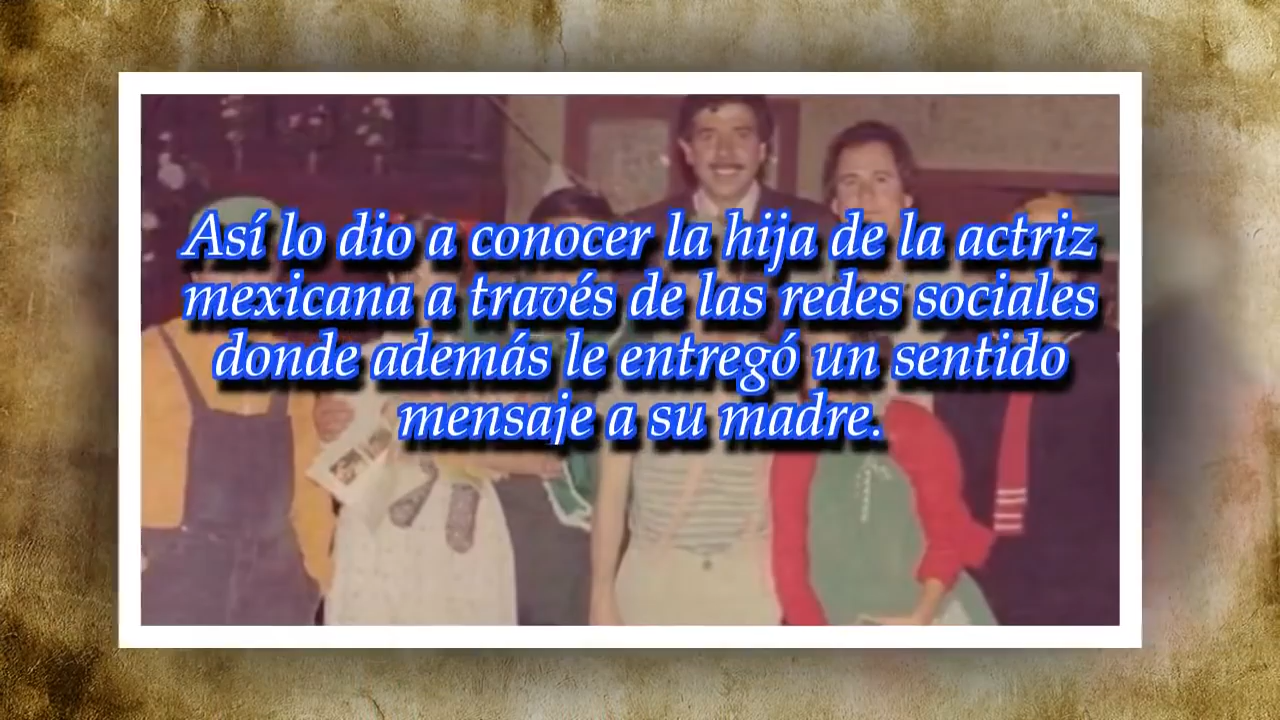 Así lo dio a conocer la hija de la actriz
mexicana a través de las redes sociales
donde además le entregó un sentido
mensaje a su madre.